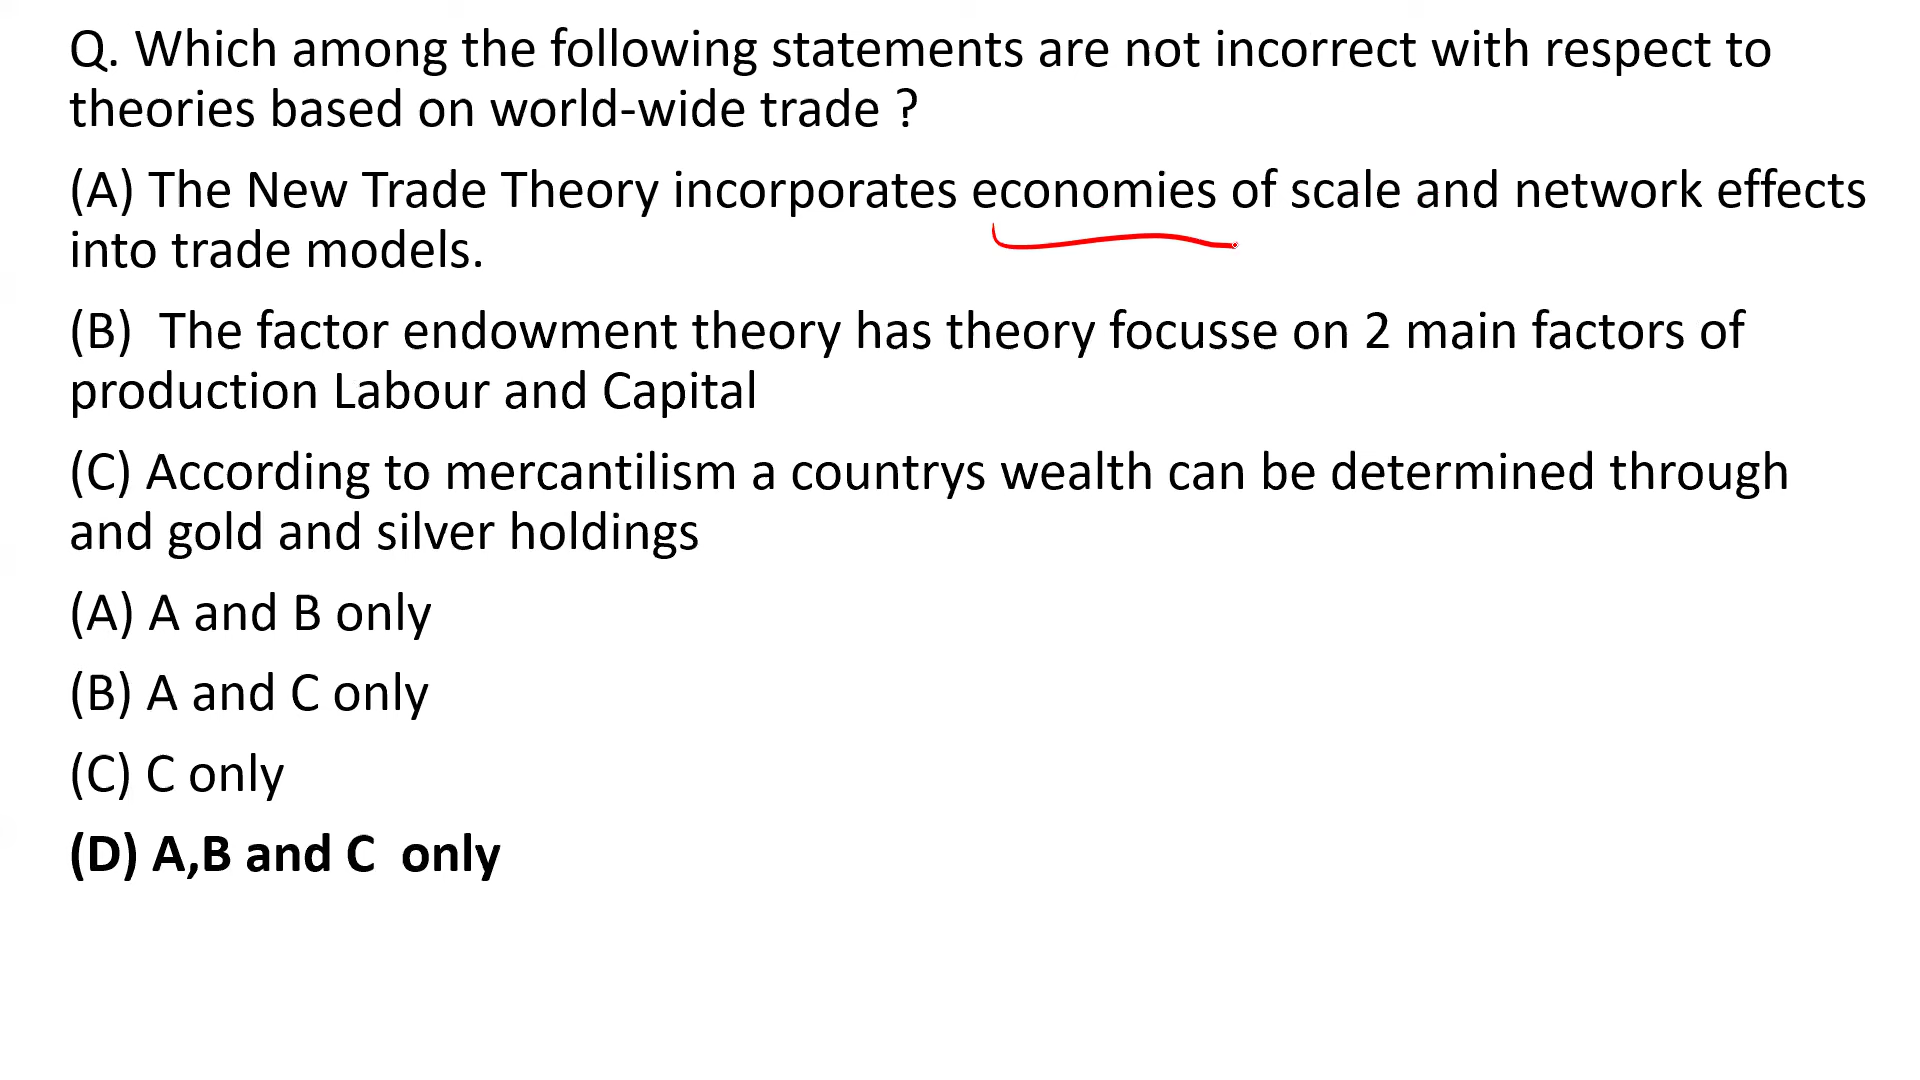 Q. Which among the following statements are not incorrect with respect to
theories based on world-wide trade ?
(A) The New Trade Theory incorporates economies of scale and network effects
into trade models.
(B)  The factor endowment theory has theory focusse on 2 main factors of
production Labour and Capital
(C) According to mercantilism a countrys wealth can be determined through
and gold and silver holdings
(A) A and B only
(B) A and C only
(C) C only
(D) A,B and C  only